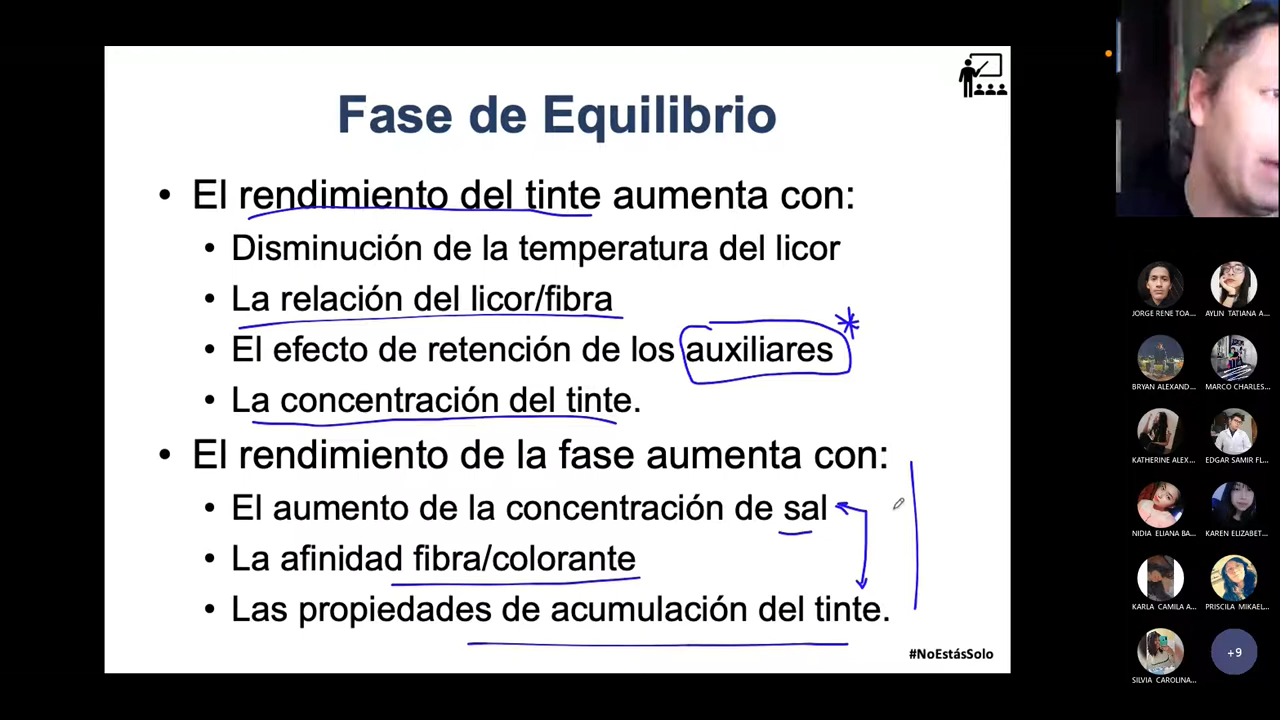 Fase de Equilibrio
• El rendimiento del tinte aumenta con:
• Disminución de la temperatura del licor
• La relación del licor/fibra
• El efecto de retención de los auxiliares *
• La concentración del tinte.
• El rendimiento de la fase aumenta con:
• El aumento de la concentración de sal
• La afinidad fibra/colorante
• Las propiedades de acumulación del tinte.
#NoEstásSolo
JORGE RENE TOA...
AYLIN TATIANA A...
BRYAN ALEXAND...
MARCO CHARLES...
KATHERINE ALEX...
EDGAR SAMIR FL...
NIDIA ELIANA BA...
KAREN ELIZABET...
KARLA CAMILA A...
PRISCILA MIKAEL...
SILVIA CAROLINA...
+9